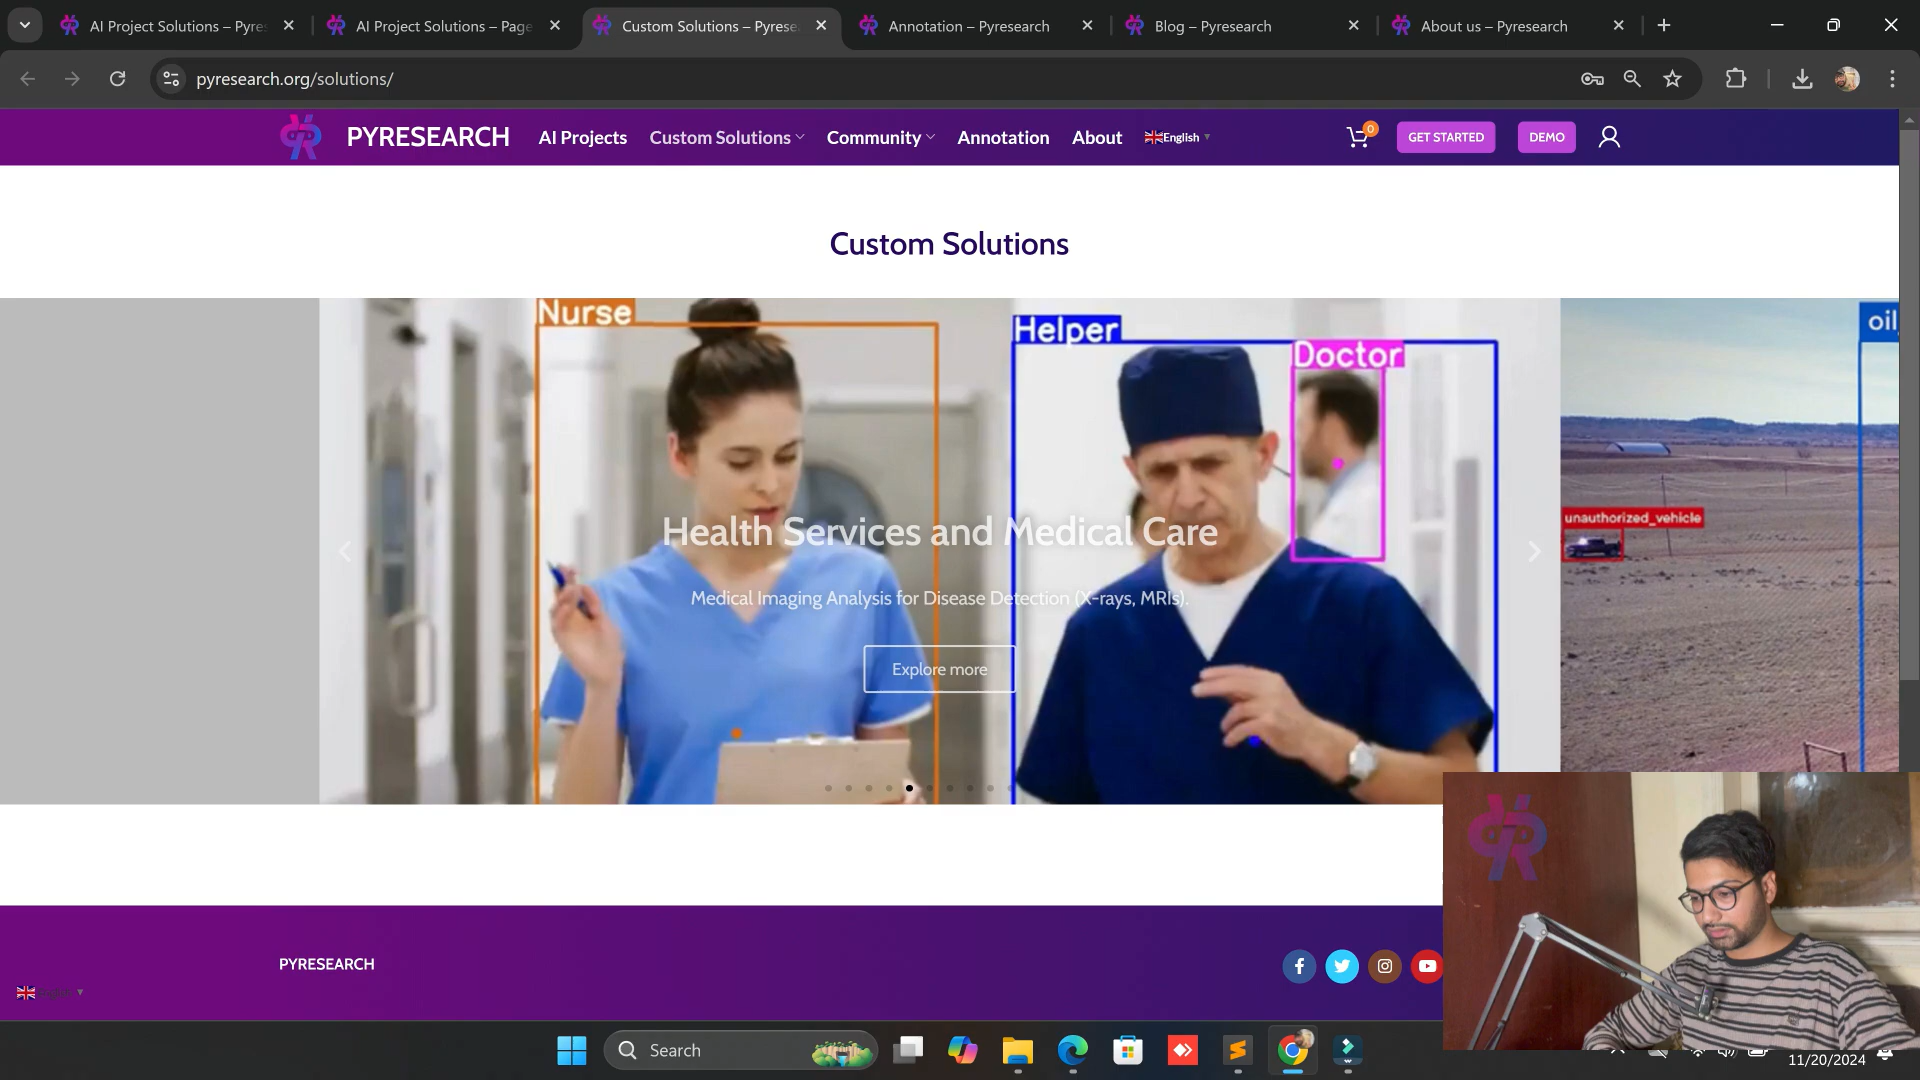 AI Project Solutions – Pyres
AI Project Solutions – Page
Custom Solutions – Pyrese
Annotation – Pyresearch
Blog – Pyresearch
About us – Pyresearch
pyresearch.org/solutions/
PYRESEARCH
AI Projects
Custom Solutions
Community
Annotation
About
English
0
GET STARTED
DEMO
Custom Solutions
Nurse
Helper
Doctor
oil
unauthorized_vehicle
Health Services and Medical Care
Medical Imaging Analysis for Disease Detection (X-rays, MRIs).
Explore more
PYRESEARCH
Search
11/20/2024